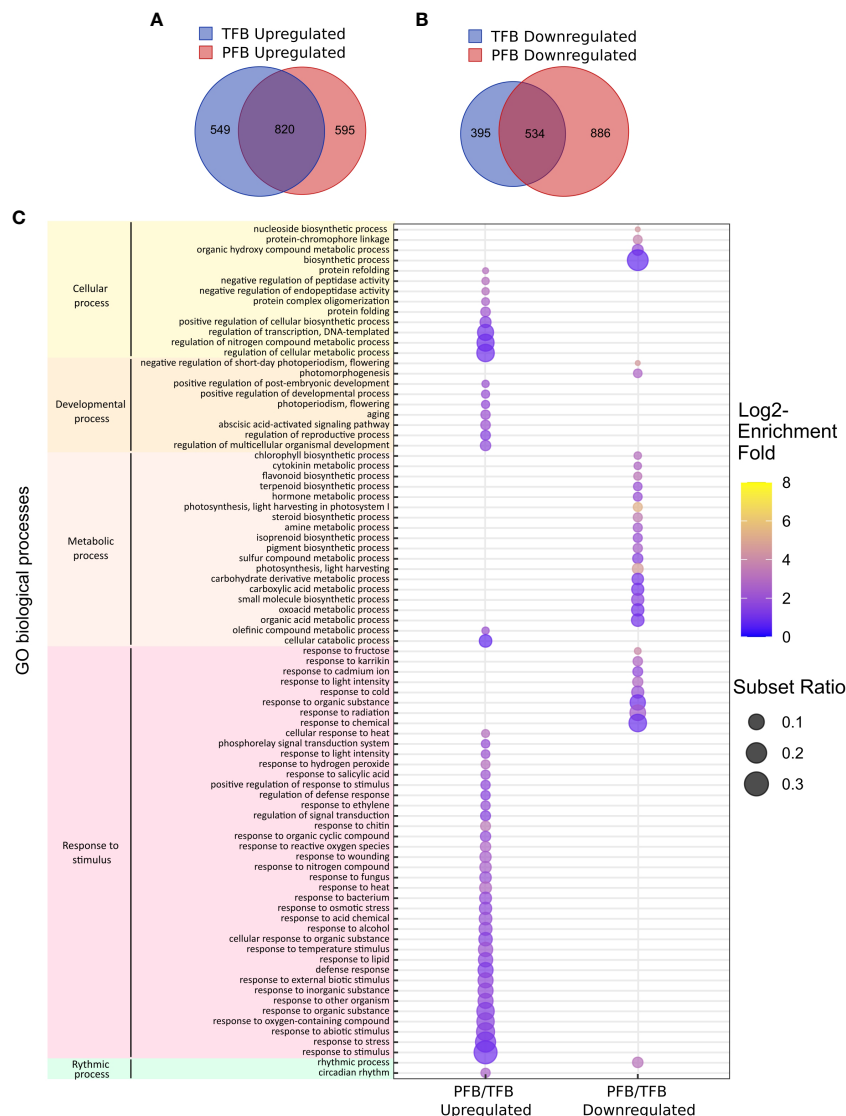 A
TFB Upregulated
PFB Upregulated
549
820
595
B
TFB Downregulated
PFB Downregulated
395
534
886
C
GO biological processes
Cellular
process
nucleoside biosynthetic process
protein-chromophore linkage
organic hydroxy compound metabolic process
biosynthetic process
protein refolding
negative regulation of peptidase activity
negative regulation of endopeptidase activity
protein complex oligomerization
protein folding
positive regulation of cellular biosynthetic process
regulation of transcription, DNA-templated
regulation of nitrogen compound metabolic process
regulation of cellular metabolic process
Developmental
process
negative regulation of short-day photoperiodism, flowering
photomorphogenesis
positive regulation of post-embryonic development
positive regulation of developmental process
photoperiodism, flowering
aging
abscisic acid-activated signaling pathway
regulation of reproductive process
regulation of multicellular organismal development
Metabolic
process
chlorophyll biosynthetic process
cytokinin metabolic process
flavonoid biosynthetic process
terpenoid biosynthetic process
hormone metabolic process
photosynthesis, light harvesting in photosystem I
steroid biosynthetic process
amine metabolic process
isoprenoid biosynthetic process
pigment biosynthetic process
sulfur compound metabolic process
photosynthesis, light harvesting
carbohydrate derivative metabolic process
carboxylic acid metabolic process
small molecule biosynthetic process
oxoacid metabolic process
organic acid metabolic process
olefinic compound metabolic process
cellular catabolic process
Response to
stimulus
response to fructose
response to karrikin
response to cadmium ion
response to light intensity
response to cold
response to organic substance
response to radiation
response to chemical
cellular response to heat
phosphorelay signal transduction system
response to light intensity
response to hydrogen peroxide
response to salicylic acid
positive regulation of response to stimulus
regulation of defense response
response to ethylene
regulation of signal transduction
response to chitin
response to organic cyclic compound
response to reactive oxygen species
response to wounding
response to nitrogen compound
response to fungus
response to heat
response to bacterium
response to osmotic stress
response to acid chemical
response to alcohol
cellular response to organic substance
response to temperature stimulus
response to lipid
defense response
response to external biotic stimulus
response to inorganic substance
response to other organism
response to organic substance
response to oxygen-containing compound
response to abiotic stimulus
response to stress
response to stimulus
Rythmic
process
rhythmic process
circadian rhythm
PFB/TFB
Upregulated
PFB/TFB
Downregulated
Log2-
Enrichment
Fold
8
6
4
2
0
Subset Ratio
0.1
0.2
0.3